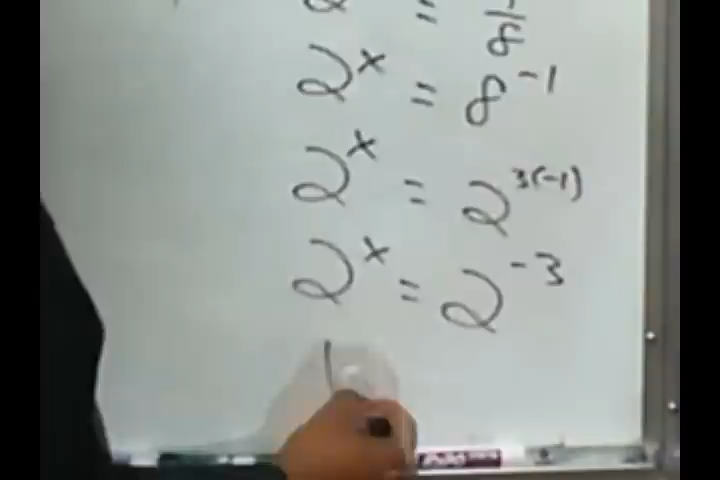 2^x = 8^-1
2^x = 2^3(-1)
2^x = 2^-3